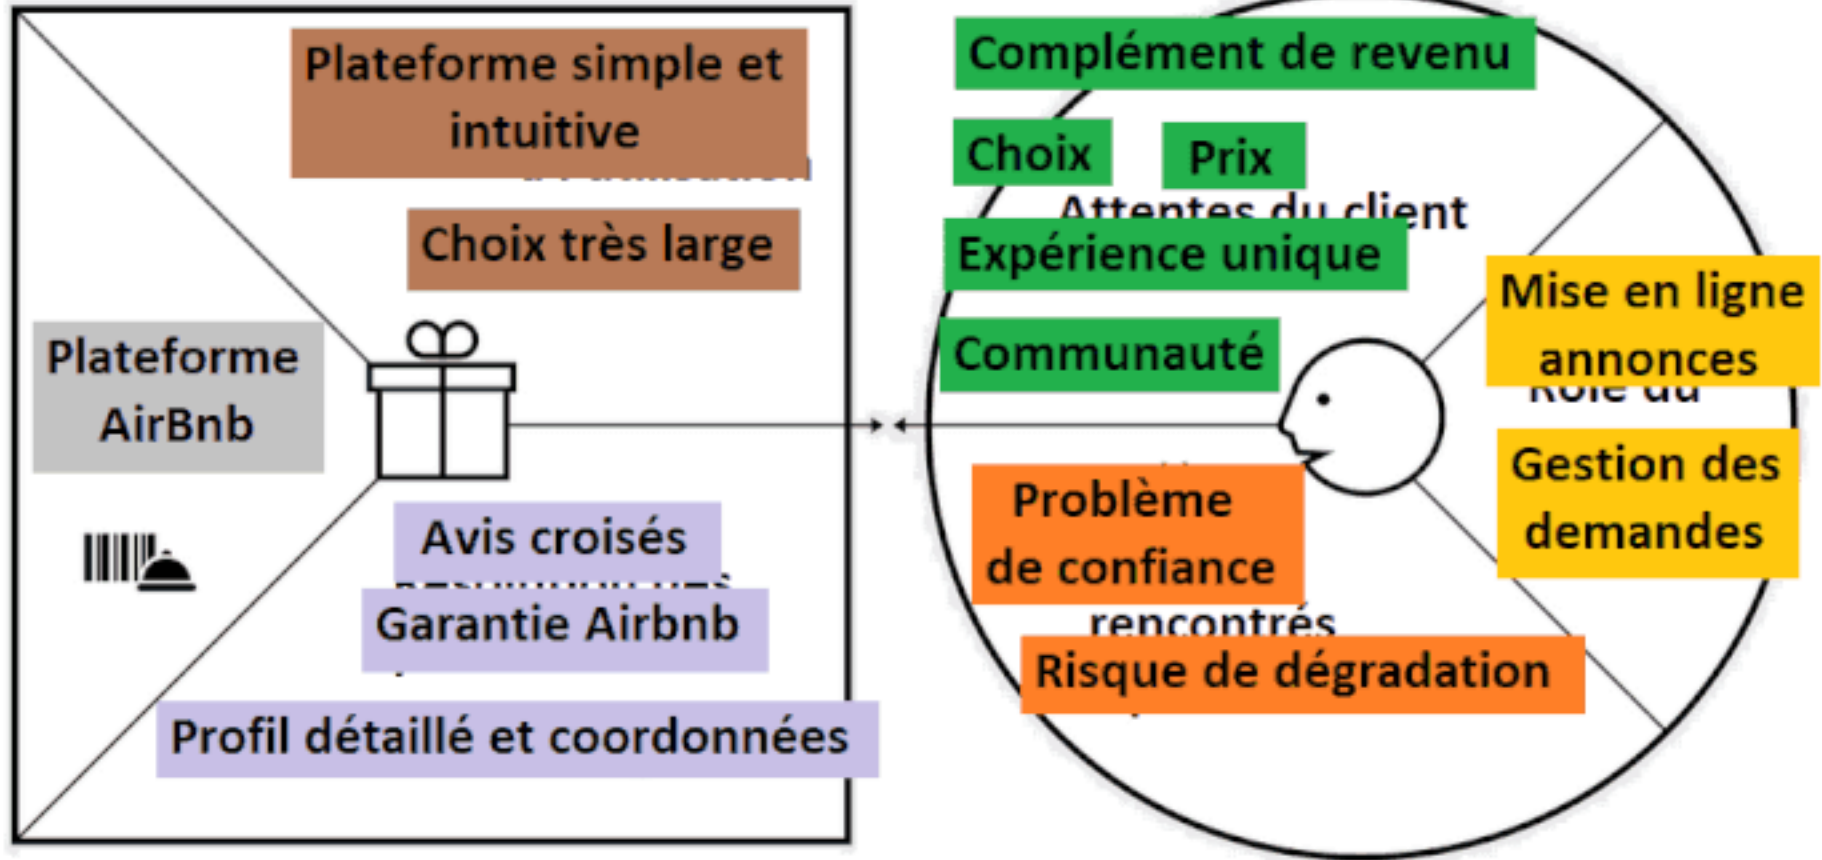 Plateforme simple et
intuitive
Choix très large
Plateforme
AirBnb
Avis croisés
Garantie Airbnb
Profil détaillé et coordonnées
Complément de revenu
Choix
Prix
Attentes du client
Expérience unique
Communauté
Mise en ligne
annonces
Rôle du
Gestion des
demandes
Problème
de confiance
rencontrés
Risque de dégradation